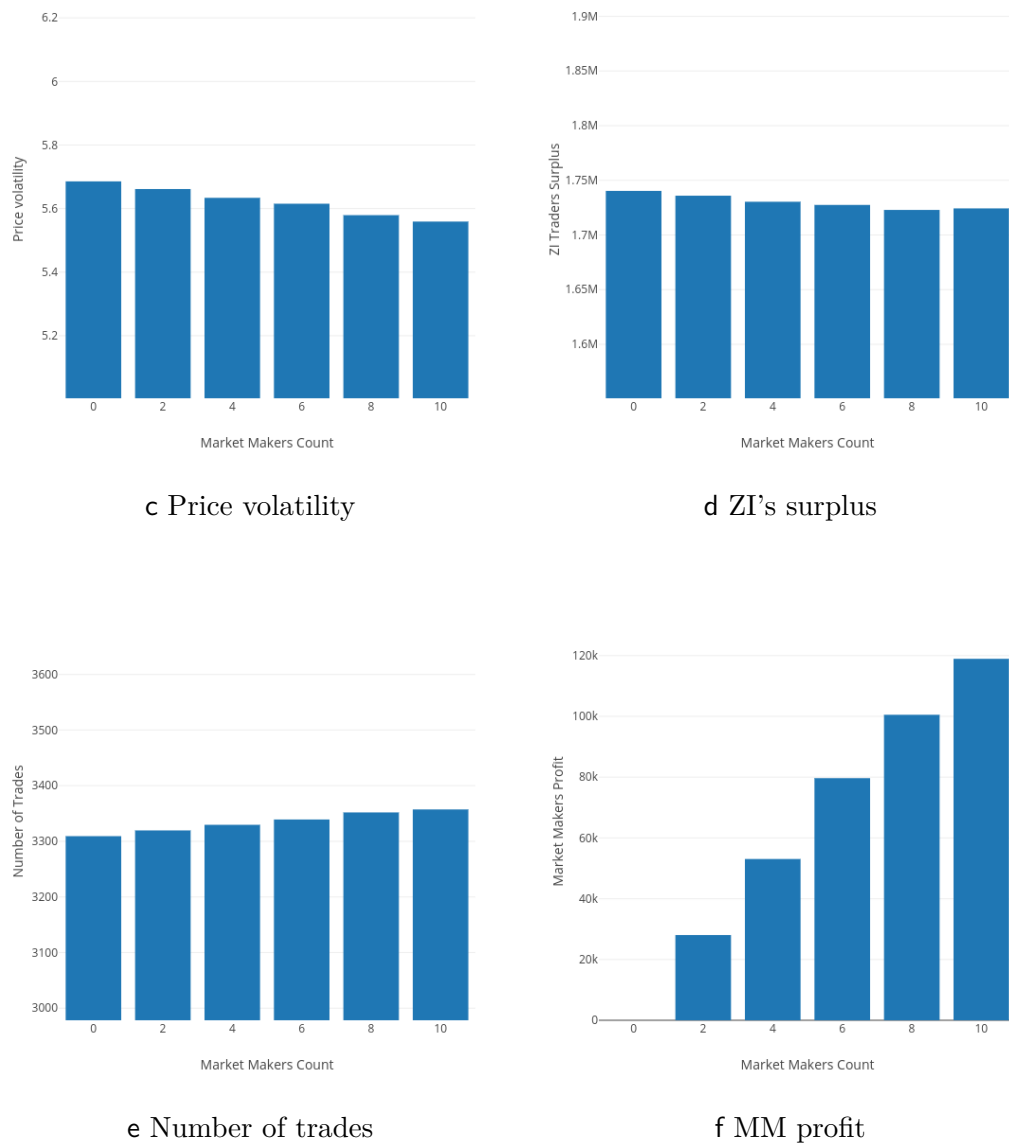 6.2
6
5.8
5.6
5.4
5.2
Price volatility
0 2 4 6 8 10
Market Makers Count
c Price volatility
1.9M
1.85M
1.8M
1.75M
1.7M
1.65M
1.6M
ZI Traders Surplus
0 2 4 6 8 10
Market Makers Count
d ZI's surplus
3600
3500
3400
3300
3200
3100
3000
Number of Trades
0 2 4 6 8 10
Market Makers Count
e Number of trades
120k
100k
80k
60k
40k
20k
0
Market Makers Profit
0 2 4 6 8 10
Market Makers Count
f MM profit